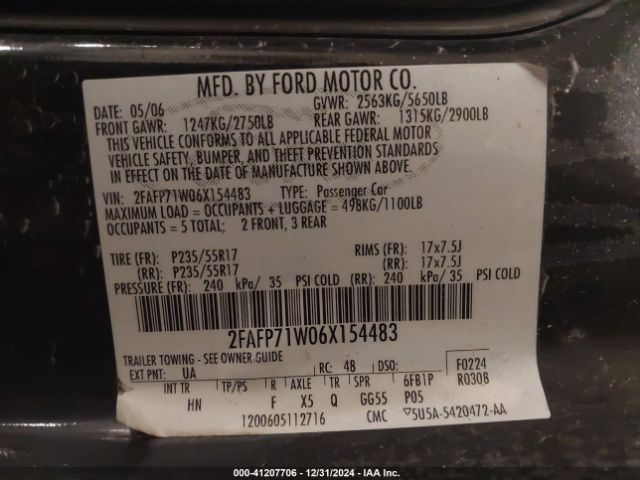 MFD. BY FORD MOTOR CO.
DATE: 05/06 GVWR: 2563KG/5650LB
FRONT GAWR: 1247KG/2750LB REAR GAWR: 1315KG/2900LB
THIS VEHICLE CONFORMS TO ALL APPLICABLE FEDERAL MOTOR
VEHICLE SAFETY, BUMPER, AND THEFT PREVENTION STANDARDS
IN EFFECT ON THE DATE OF MANUFACTURE SHOWN ABOVE.
VIN: 2FAFP71W06X154483 TYPE: Passenger Car
MAXIMUM LOAD = OCCUPANTS + LUGGAGE = 498KG/1100LB
OCCUPANTS = 5 TOTAL; 2 FRONT, 3 REAR
TIRE (FR): P235/55R17 RIMS (FR): 17x7.5J
(RR): P235/55R17 (RR): 17x7.5J
PRESSURE (FR): 240 kPa/ 35 PSI COLD (RR): 240 kPa/ 35 PSI COLD
2FAFP71W06X154483
TRAILER TOWING - SEE OWNER GUIDE
EXT PNT: UA RC: 48 DSO: F0224
INT TR TP/PS R AXLE TR SPR 6FB1P R0308
HN F X5 Q GG55 P05
1200605112716 CMC 5U5A-5420472-AA
000-41207706 - 12/31/2024 - IAA Inc.